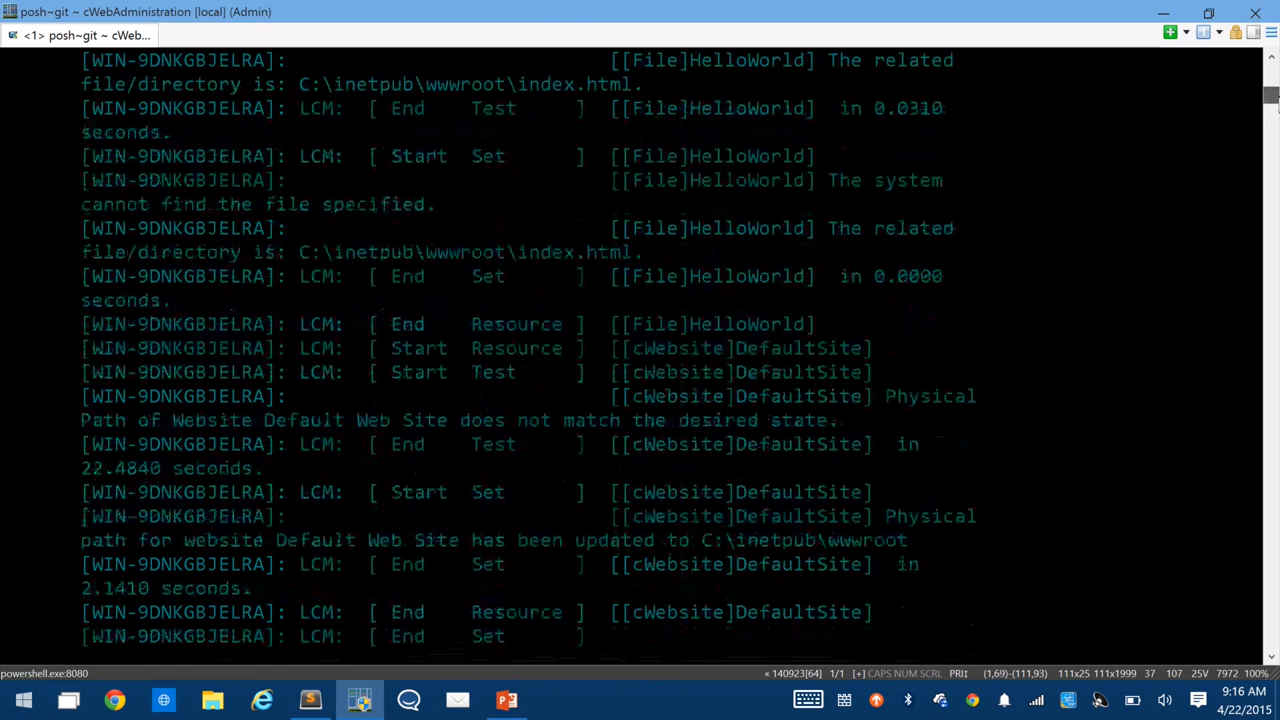 posh~git ~ cWebAdministration [local] (Admin)
<1> posh~git ~ cWeb...
[WIN-9DNKGBJELRA]: [[File]HelloWorld] The related
file/directory is: C:\inetpub\wwwroot\index.html.
[WIN-9DNKGBJELRA]: LCM: [ End Test ] [[File]HelloWorld] in 0.0310
seconds.
[WIN-9DNKGBJELRA]: LCM: [ Start Set ] [[File]HelloWorld]
[WIN-9DNKGBJELRA]: [[File]HelloWorld] The system
cannot find the file specified.
[WIN-9DNKGBJELRA]: [[File]HelloWorld] The related
file/directory is: C:\inetpub\wwwroot\index.html.
[WIN-9DNKGBJELRA]: LCM: [ End Set ] [[File]HelloWorld] in 0.0000
seconds.
[WIN-9DNKGBJELRA]: LCM: [ End Resource ] [[File]HelloWorld]
[WIN-9DNKGBJELRA]: LCM: [ Start Resource ] [[cWebsite]DefaultSite]
[WIN-9DNKGBJELRA]: LCM: [ Start Test ] [[cWebsite]DefaultSite]
[WIN-9DNKGBJELRA]: [[cWebsite]DefaultSite] Physical
Path of Website Default Web Site does not match the desired state.
[WIN-9DNKGBJELRA]: LCM: [ End Test ] [[cWebsite]DefaultSite] in
22.4840 seconds.
[WIN-9DNKGBJELRA]: LCM: [ Start Set ] [[cWebsite]DefaultSite]
[WIN-9DNKGBJELRA]: [[cWebsite]DefaultSite] Physical
path for website Default Web Site has been updated to C:\inetpub\wwwroot
[WIN-9DNKGBJELRA]: LCM: [ End Set ] [[cWebsite]DefaultSite] in
2.1410 seconds.
[WIN-9DNKGBJELRA]: LCM: [ End Resource ] [[cWebsite]DefaultSite]
[WIN-9DNKGBJELRA]: LCM: [ End Set ]
powershell.exe:8080 « 140923[64] 1/1 [+] CAPS NUM SCRL PRI↕ (1,69)-(111,93) 111x25 111x1999 37 107 25V 7972 100%
9:16 AM
4/22/2015